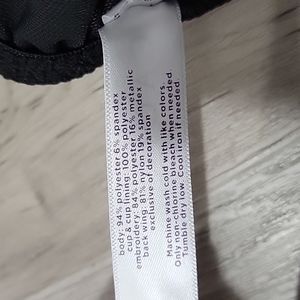 body: 94% polyester 6% spandex
cup & cup lining: 100% polyester
embroidery: 84% polyester 16% metallic
back wing: 81% nylon 19% spandex
exclusive of decoration
Machine wash cold with like colors.
Only non-chlorine bleach when needed.
Tumble dry low. Cool iron if needed.